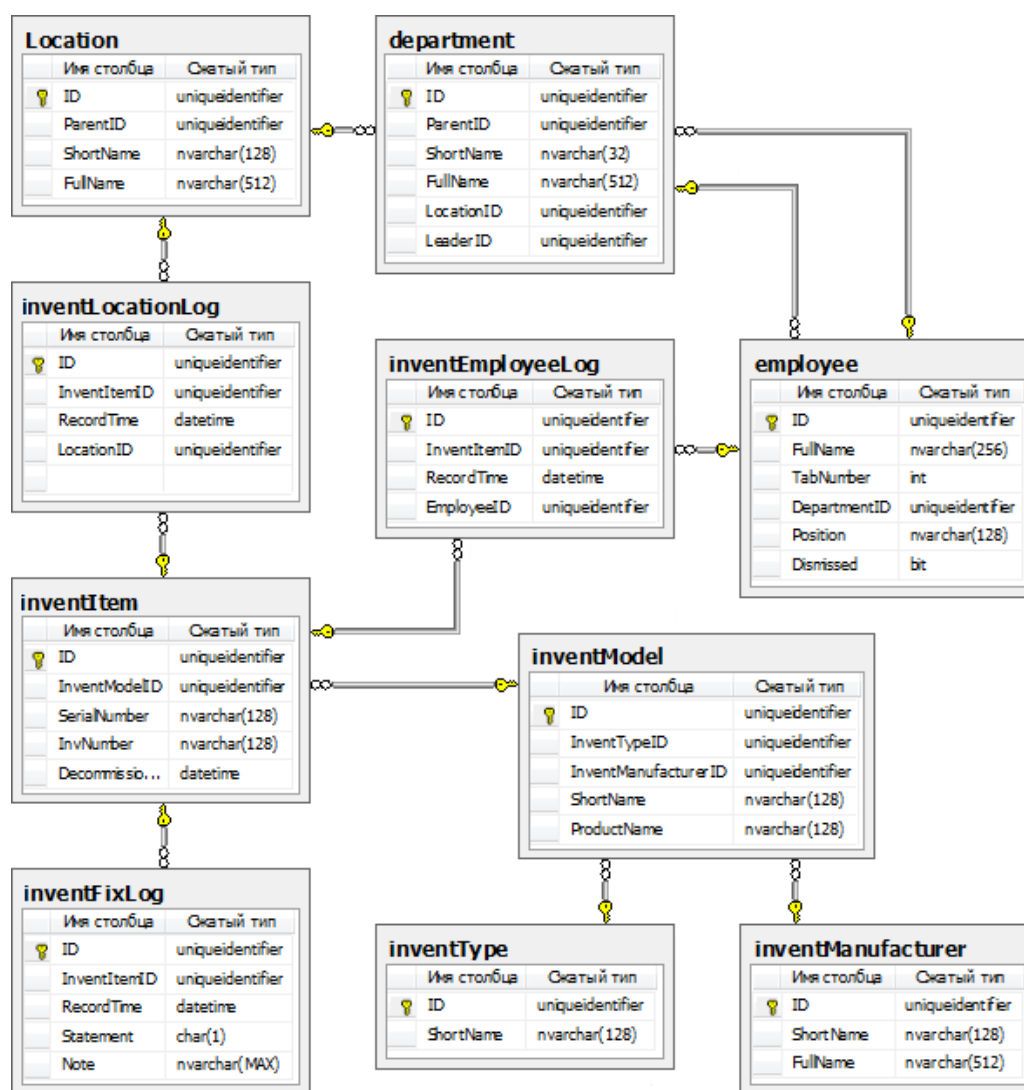 Location
Имя столбца Сжатый тип
ID uniqueidentifier
ParentID uniqueidentifier
ShortName nvarchar(128)
FullName nvarchar(512)
department
Имя столбца Сжатый тип
ID uniqueidentifier
ParentID uniqueidentifier
ShortName nvarchar(32)
FullName nvarchar(512)
LocationID uniqueidentifier
LeaderID uniqueidentifier
inventLocationLog
Имя столбца Сжатый тип
ID uniqueidentifier
InventItemID uniqueidentifier
RecordTime datetime
LocationID uniqueidentifier
inventEmployeeLog
Имя столбца Сжатый тип
ID uniqueidentifier
InventItemID uniqueidentifier
RecordTime datetime
EmployeeID uniqueidentifier
employee
Имя столбца Сжатый тип
ID uniqueidentifier
FullName nvarchar(256)
TabNumber int
DepartmentID uniqueidentifier
Position nvarchar(128)
Dismissed bit
inventItem
Имя столбца Сжатый тип
ID uniqueidentifier
InventModelID uniqueidentifier
SerialNumber nvarchar(128)
InvNumber nvarchar(128)
Decommissio... datetime
inventModel
Имя столбца Сжатый тип
ID uniqueidentifier
InventTypeID uniqueidentifier
InventManufacturerID uniqueidentifier
ShortName nvarchar(128)
ProductName nvarchar(128)
inventFixLog
Имя столбца Сжатый тип
ID uniqueidentifier
InventItemID uniqueidentifier
RecordTime datetime
Statement char(1)
Note nvarchar(MAX)
inventType
Имя столбца Сжатый тип
ID uniqueidentifier
ShortName nvarchar(128)
inventManufacturer
Имя столбца Сжатый тип
ID uniqueidentifier
ShortName nvarchar(128)
FullName nvarchar(512)